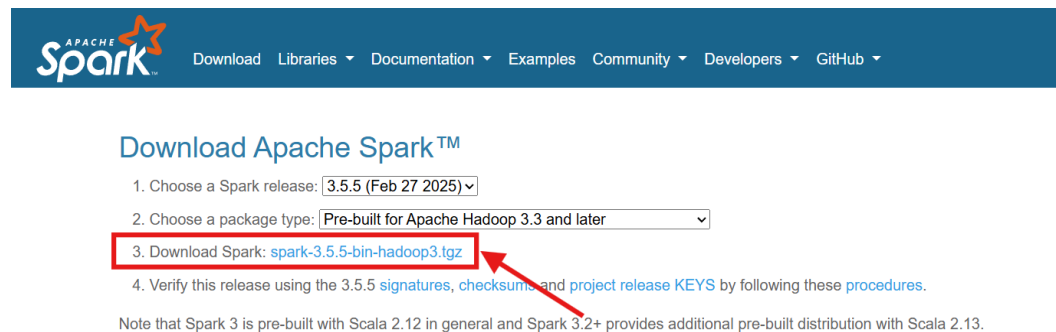 APACHE
Spark™
Download Libraries Documentation Examples Community Developers GitHub
Download Apache Spark™
1. Choose a Spark release: 3.5.5 (Feb 27 2025)
2. Choose a package type: Pre-built for Apache Hadoop 3.3 and later
3. Download Spark: spark-3.5.5-bin-hadoop3.tgz
4. Verify this release using the 3.5.5 signatures, checksums and project release KEYS by following these procedures.
Note that Spark 3 is pre-built with Scala 2.12 in general and Spark 3.2+ provides additional pre-built distribution with Scala 2.13.